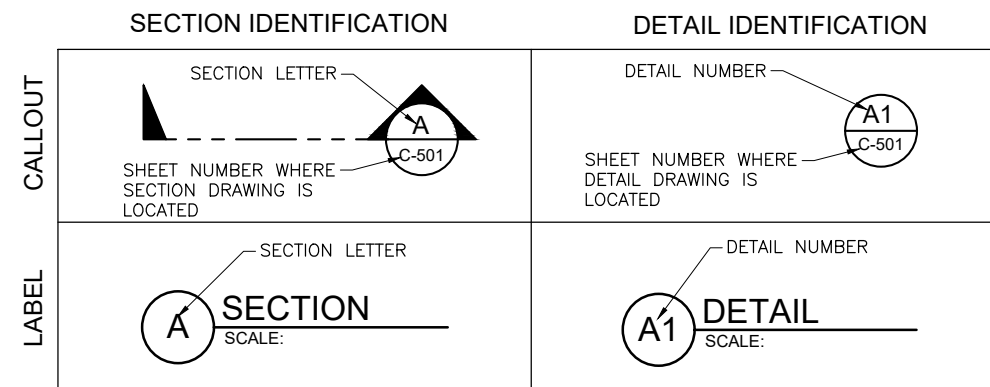 SECTION IDENTIFICATION
DETAIL IDENTIFICATION
CALLOUT
SECTION LETTER
A
C-501
SHEET NUMBER WHERE
SECTION DRAWING IS
LOCATED
DETAIL NUMBER
A1
C-501
SHEET NUMBER WHERE
DETAIL DRAWING IS
LOCATED
LABEL
SECTION LETTER
A
SECTION
SCALE:
DETAIL NUMBER
A1
DETAIL
SCALE: